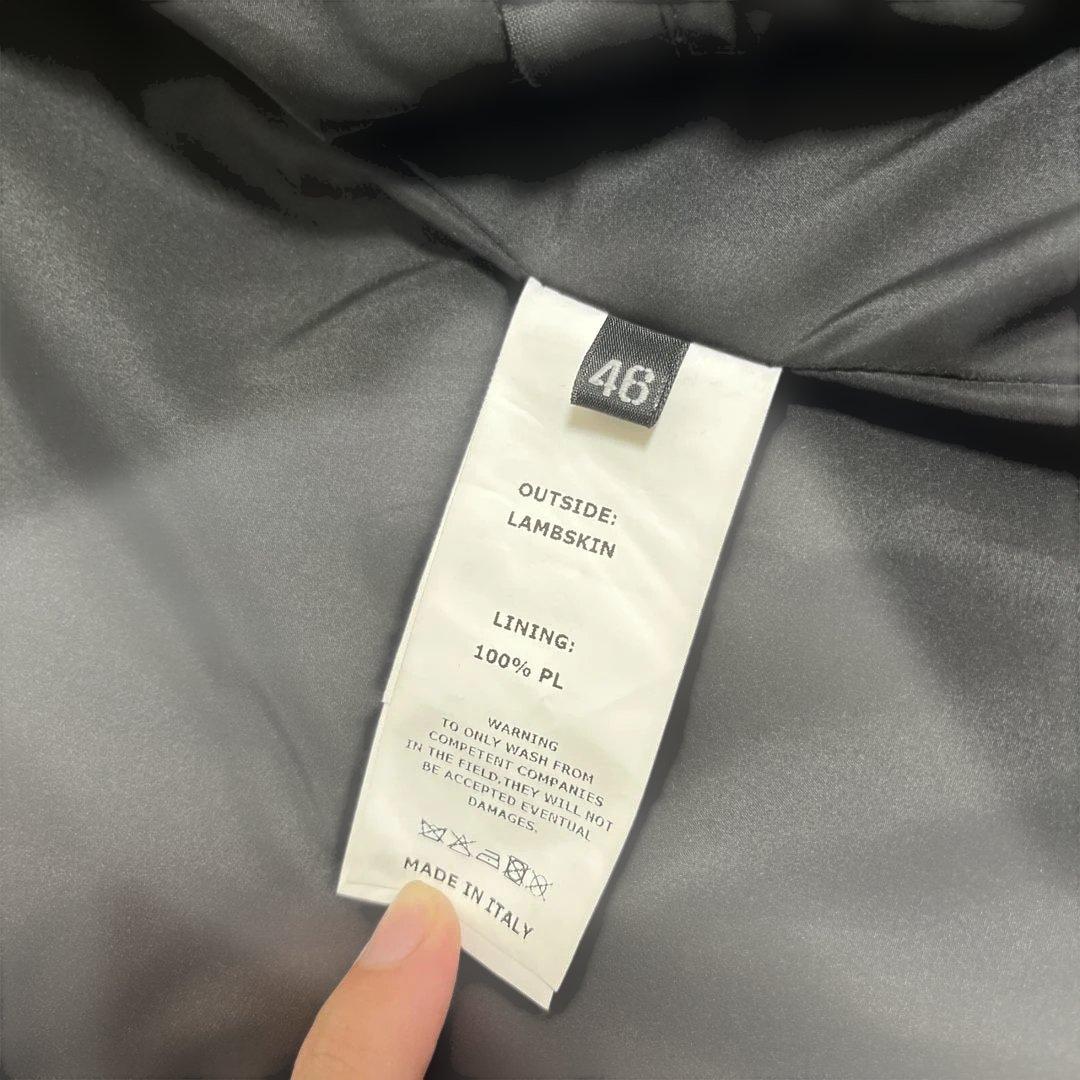 46
OUTSIDE:
LAMBSKIN
LINING:
100% PL
WARNING
TO ONLY WASH FROM
COMPETENT COMPANIES
IN THE FIELD,THEY WILL NOT
BE ACCEPTED EVENTUAL
DAMAGES.
MADE IN ITALY